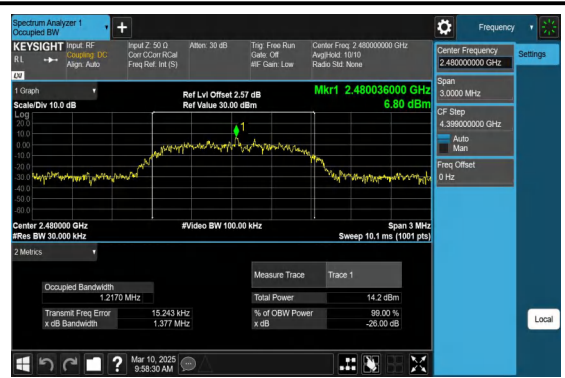 Spectrum Analyzer 1
Occupied BW
+
Frequency
KEYSIGHT
R L
Input: RF
Coupling: DC
Align: Auto
Input Z: 50 Ω
Corr CCorr RCal
Freq Ref: Int (S)
Atten: 30 dB
Trig: Free Run
Gate: Off
#IF Gain: Low
Center Freq: 2.480000000 GHz
Avg|Hold: 10/10
Radio Std: None
LXI
Center Frequency
2.480000000 GHz
Settings
Span
3.0000 MHz
CF Step
4.399000000 GHz
Auto
Man
Freq Offset
0 Hz
1 Graph
Scale/Div 10.0 dB
Ref Lvl Offset 2.57 dB
Ref Value 30.00 dBm
Mkr1 2.480036000 GHz
6.80 dBm
Log
20.0
10.0
0.00
-10.0
-20.0
-30.0
-40.0
-50.0
-60.0
1
Center 2.480000 GHz
#Res BW 30.000 kHz
#Video BW 100.00 kHz
Span 3 MHz
Sweep 10.1 ms (1001 pts)
2 Metrics
Measure Trace Trace 1
Occupied Bandwidth
1.2170 MHz
Total Power 14.2 dBm
Transmit Freq Error 15.243 kHz
% of OBW Power 99.00 %
x dB Bandwidth 1.377 MHz
x dB -26.00 dB
Local
?
Mar 10, 2025
9:58:30 AM